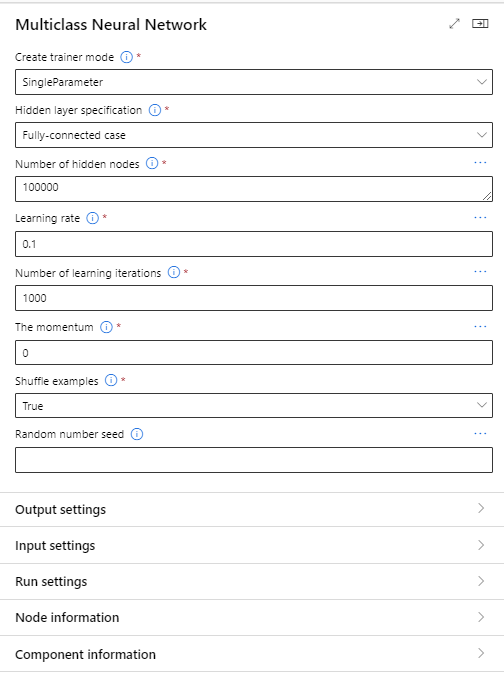 Multiclass Neural Network
Create trainer mode *
SingleParameter
Hidden layer specification *
Fully-connected case
Number of hidden nodes * ...
100000
Learning rate * ...
0.1
Number of learning iterations * ...
1000
The momentum * ...
0
Shuffle examples *
True
Random number seed ...
Output settings
Input settings
Run settings
Node information
Component information